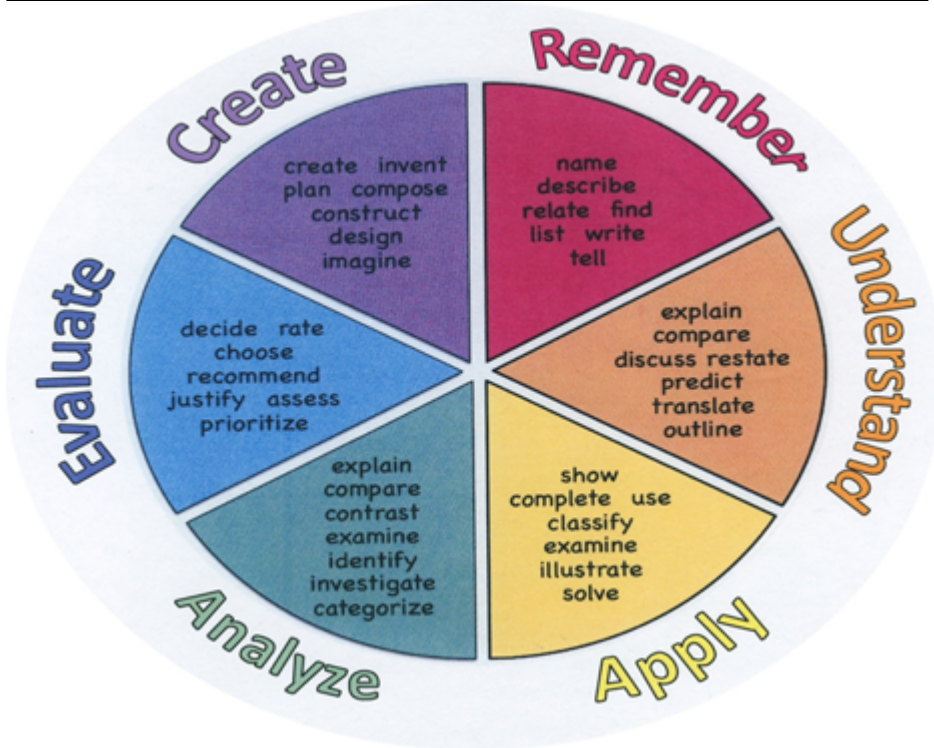 Remember
name
describe
relate find
list write
tell
Understand
explain
compare
discuss restate
predict
translate
outline
Apply
show
complete use
classify
examine
illustrate
solve
Analyze
explain
compare
contrast
examine
identify
investigate
categorize
Evaluate
decide rate
choose
recommend
justify assess
prioritize
Create
create invent
plan compose
construct
design
imagine